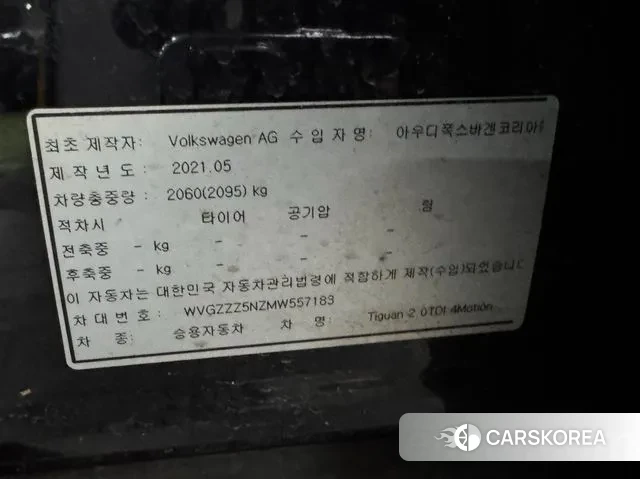 최초 제작자: Volkswagen AG 수 입 자 명: 아우디폭스바겐코리아
제 작 년 도 : 2021.05
차량총중량 : 2060(2095) kg
적차시 타이어 공기압 형
전축중 - kg - - -
후축중 - kg - - -
이 자동차는 대한민국 자동차관리법령에 적합하게 제작(수입)되었습니다
차 대 번 호 : WVGZZZ5NZMW557183
차 종: 승용자동차 차 명: Tiguan 2.0TDI 4Motion
CARSKOREA